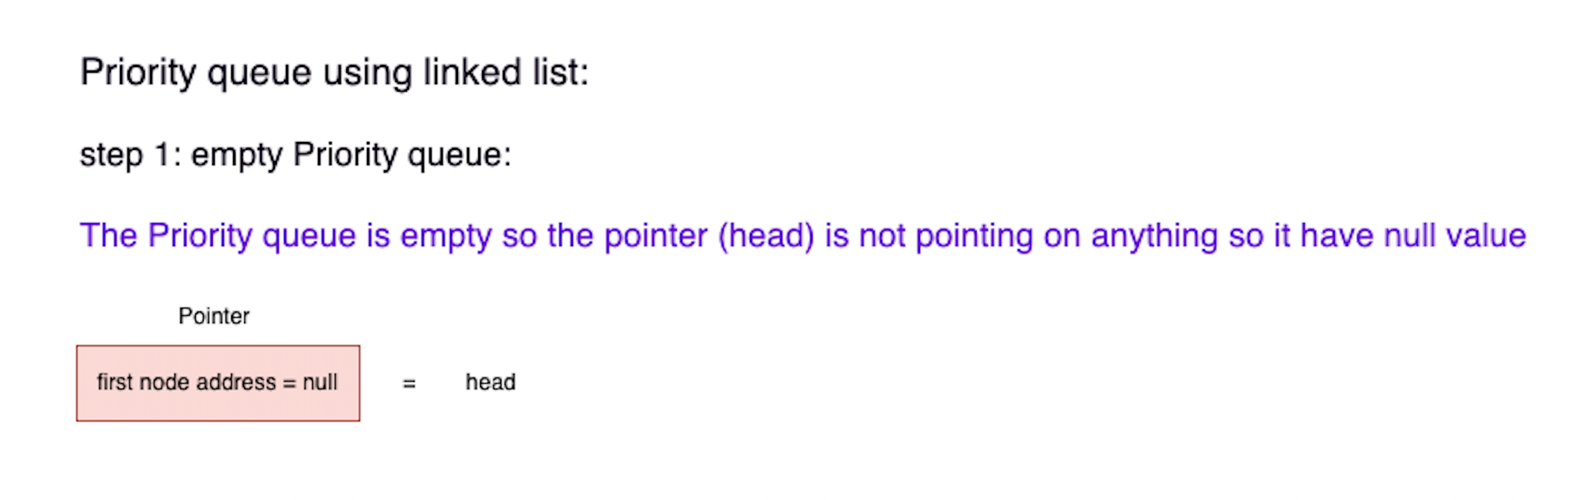 Priority queue using linked list:
step 1: empty Priority queue:
The Priority queue is empty so the pointer (head) is not pointing on anything so it have null value
Pointer
first node address = null = head